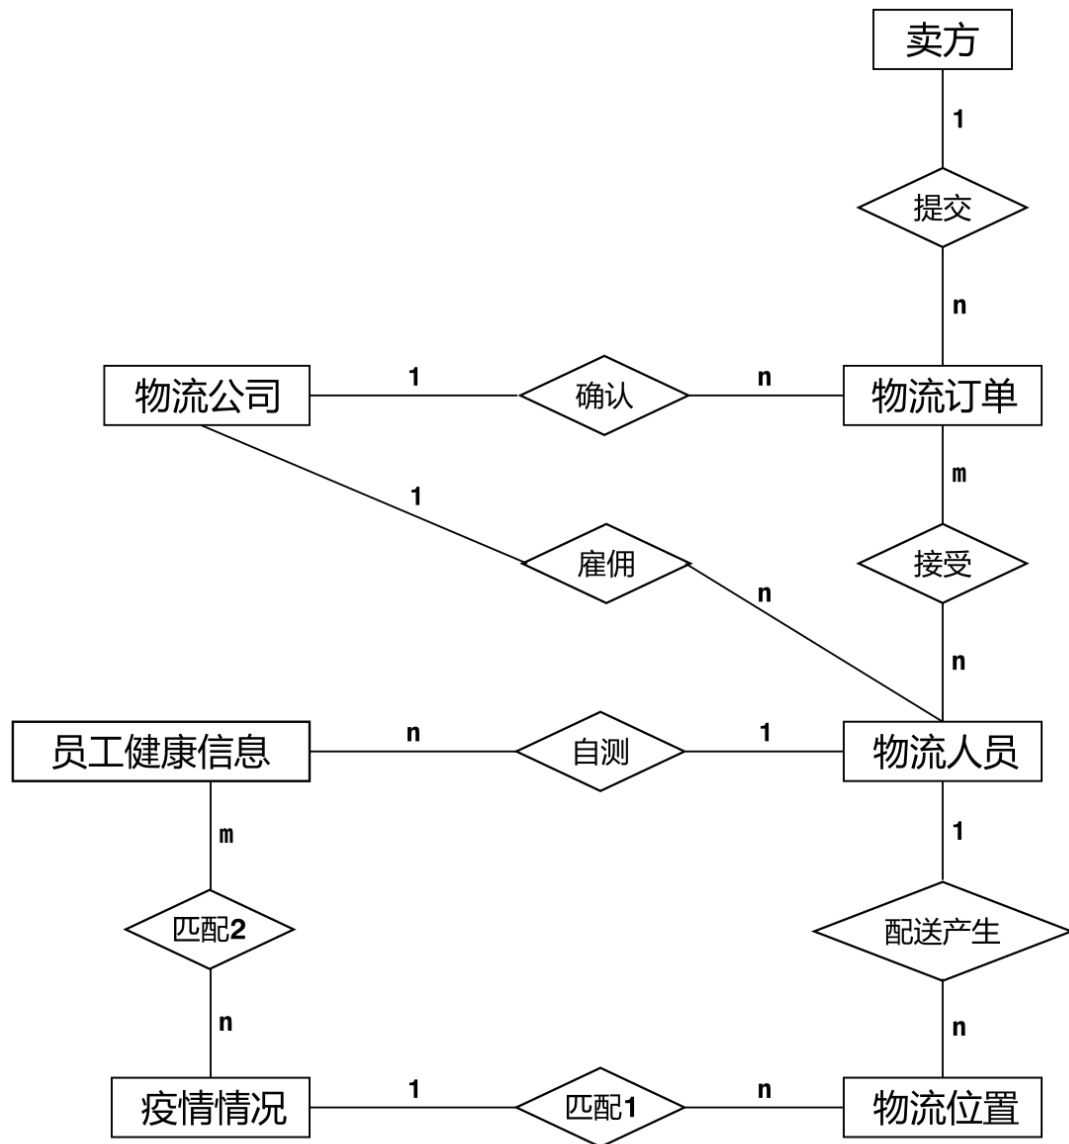 卖方
1
提交
n
物流公司
1
确认
n
物流订单
m
1
雇佣
接受
n
n
员工健康信息
n
自测
1
物流人员
m
1
匹配2
配送产生
n
n
疫情情况
1
匹配1
n
物流位置